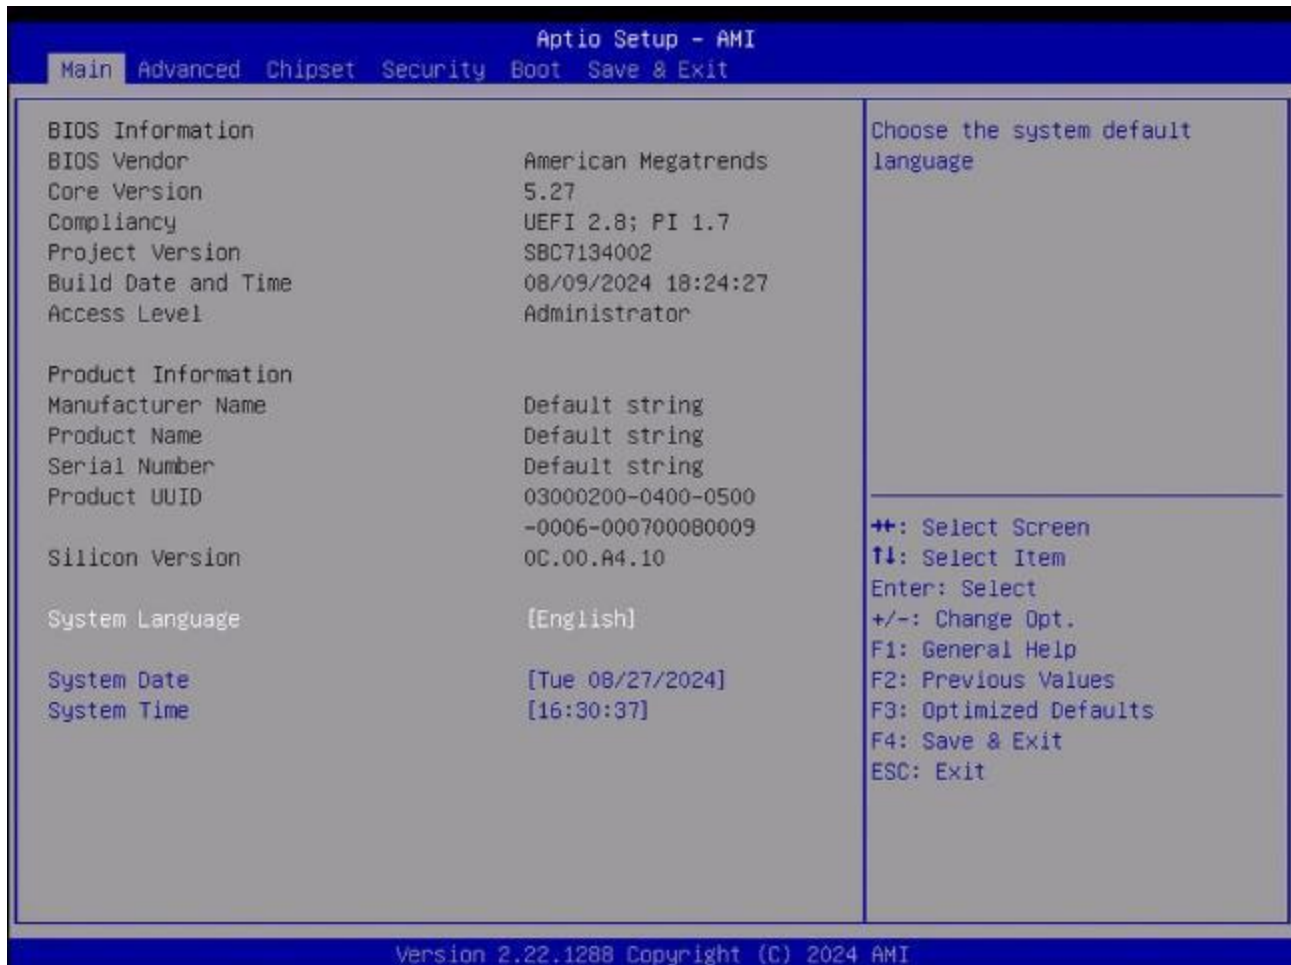 Aptio Setup – AMI
Main Advanced Chipset Security Boot Save & Exit
BIOS Information
BIOS Vendor American Megatrends
Core Version 5.27
Compliancy UEFI 2.8; PI 1.7
Project Version SBC7134002
Build Date and Time 08/09/2024 18:24:27
Access Level Administrator
Product Information
Manufacturer Name Default string
Product Name Default string
Serial Number Default string
Product UUID 03000200-0400-0500
-0006-000700080009
Silicon Version 0C.00.A4.10
System Language [English]
System Date [Tue 08/27/2024]
System Time [16:30:37]
Choose the system default
language
→←: Select Screen
↑↓: Select Item
Enter: Select
+/-: Change Opt.
F1: General Help
F2: Previous Values
F3: Optimized Defaults
F4: Save & Exit
ESC: Exit
Version 2.22.1288 Copyright (C) 2024 AMI